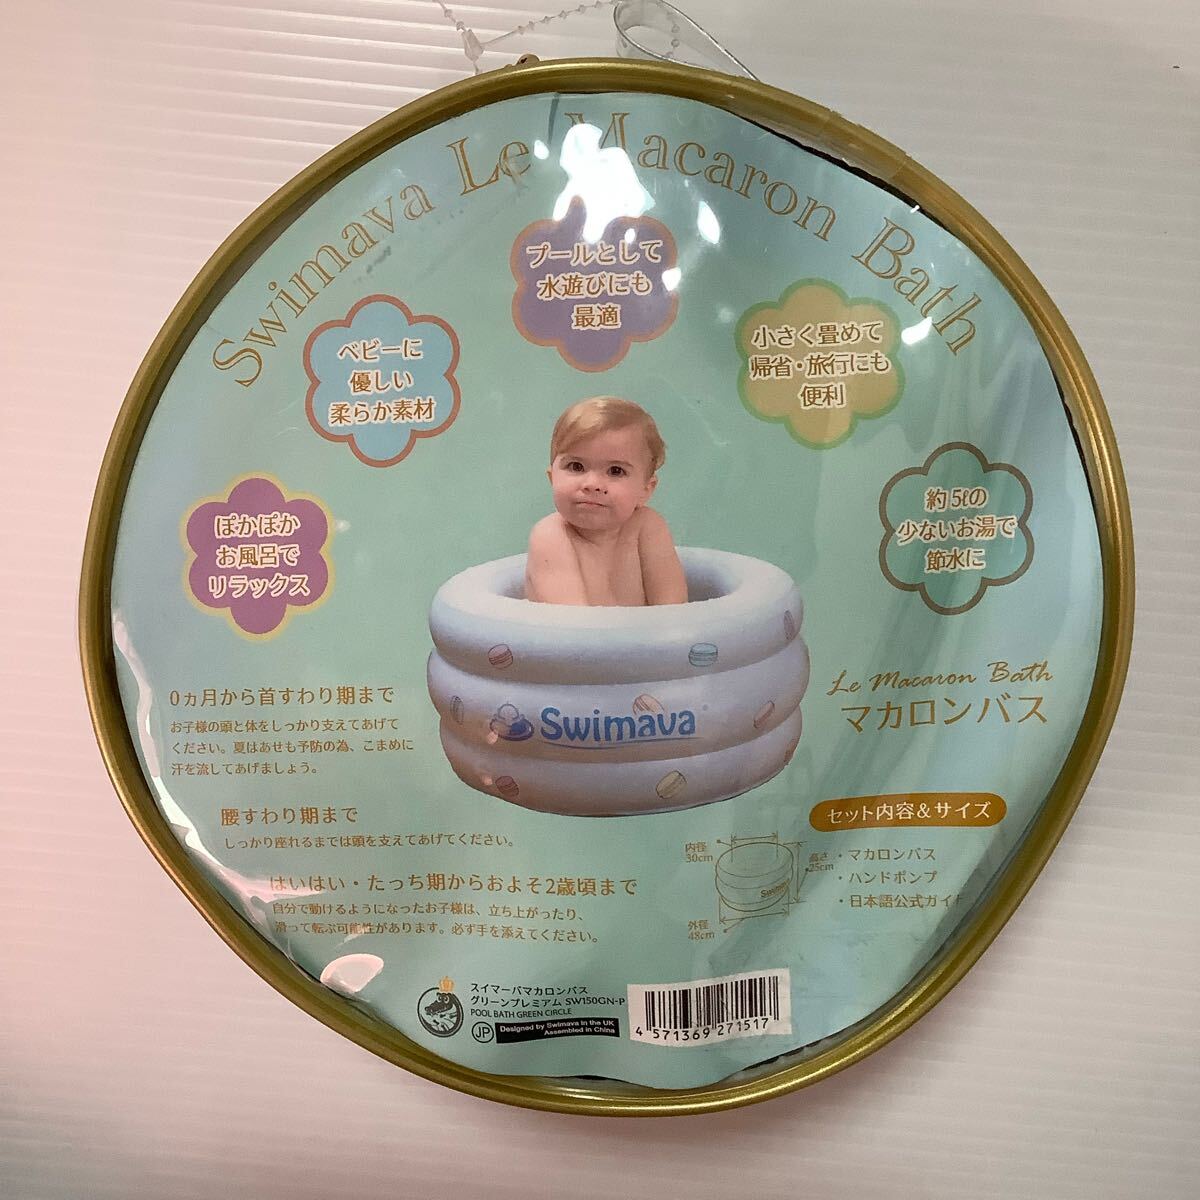 Swimava Le Macaron Bath
プールとして
水遊びにも
最適
ベビーに
優しい
柔らか素材
小さく畳めて
帰省・旅行にも
便利
ぽかぽか
お風呂で
リラックス
約5ℓの
少ないお湯で
節水に
Swimava
Le Macaron Bath
マカロンバス
0ヵ月から首すわり期まで
お子様の頭と体をしっかり支えてあげて
ください。夏はあせも予防の為、こまめに
汗を流してあげましょう。
腰すわり期まで
しっかり座れるまでは頭を支えてあげてください。
はいはい・たっち期からおよそ2歳頃まで
自分で動けるようになったお子様は、立ち上がったり、
滑って転ぶ可能性があります。必ず手を添えてください。
セット内容&サイズ
内径
30cm
高さ
25cm
外径
48cm
Swimava
・マカロンバス
・ハンドポンプ
・日本語公式ガイド
スイマーバマカロンバス
グリーンプレミアム SW150GN-P
POOL BATH GREEN CIRCLE
JP
Designed by Swimava in the UK
Assembled in China
4 571369 271517